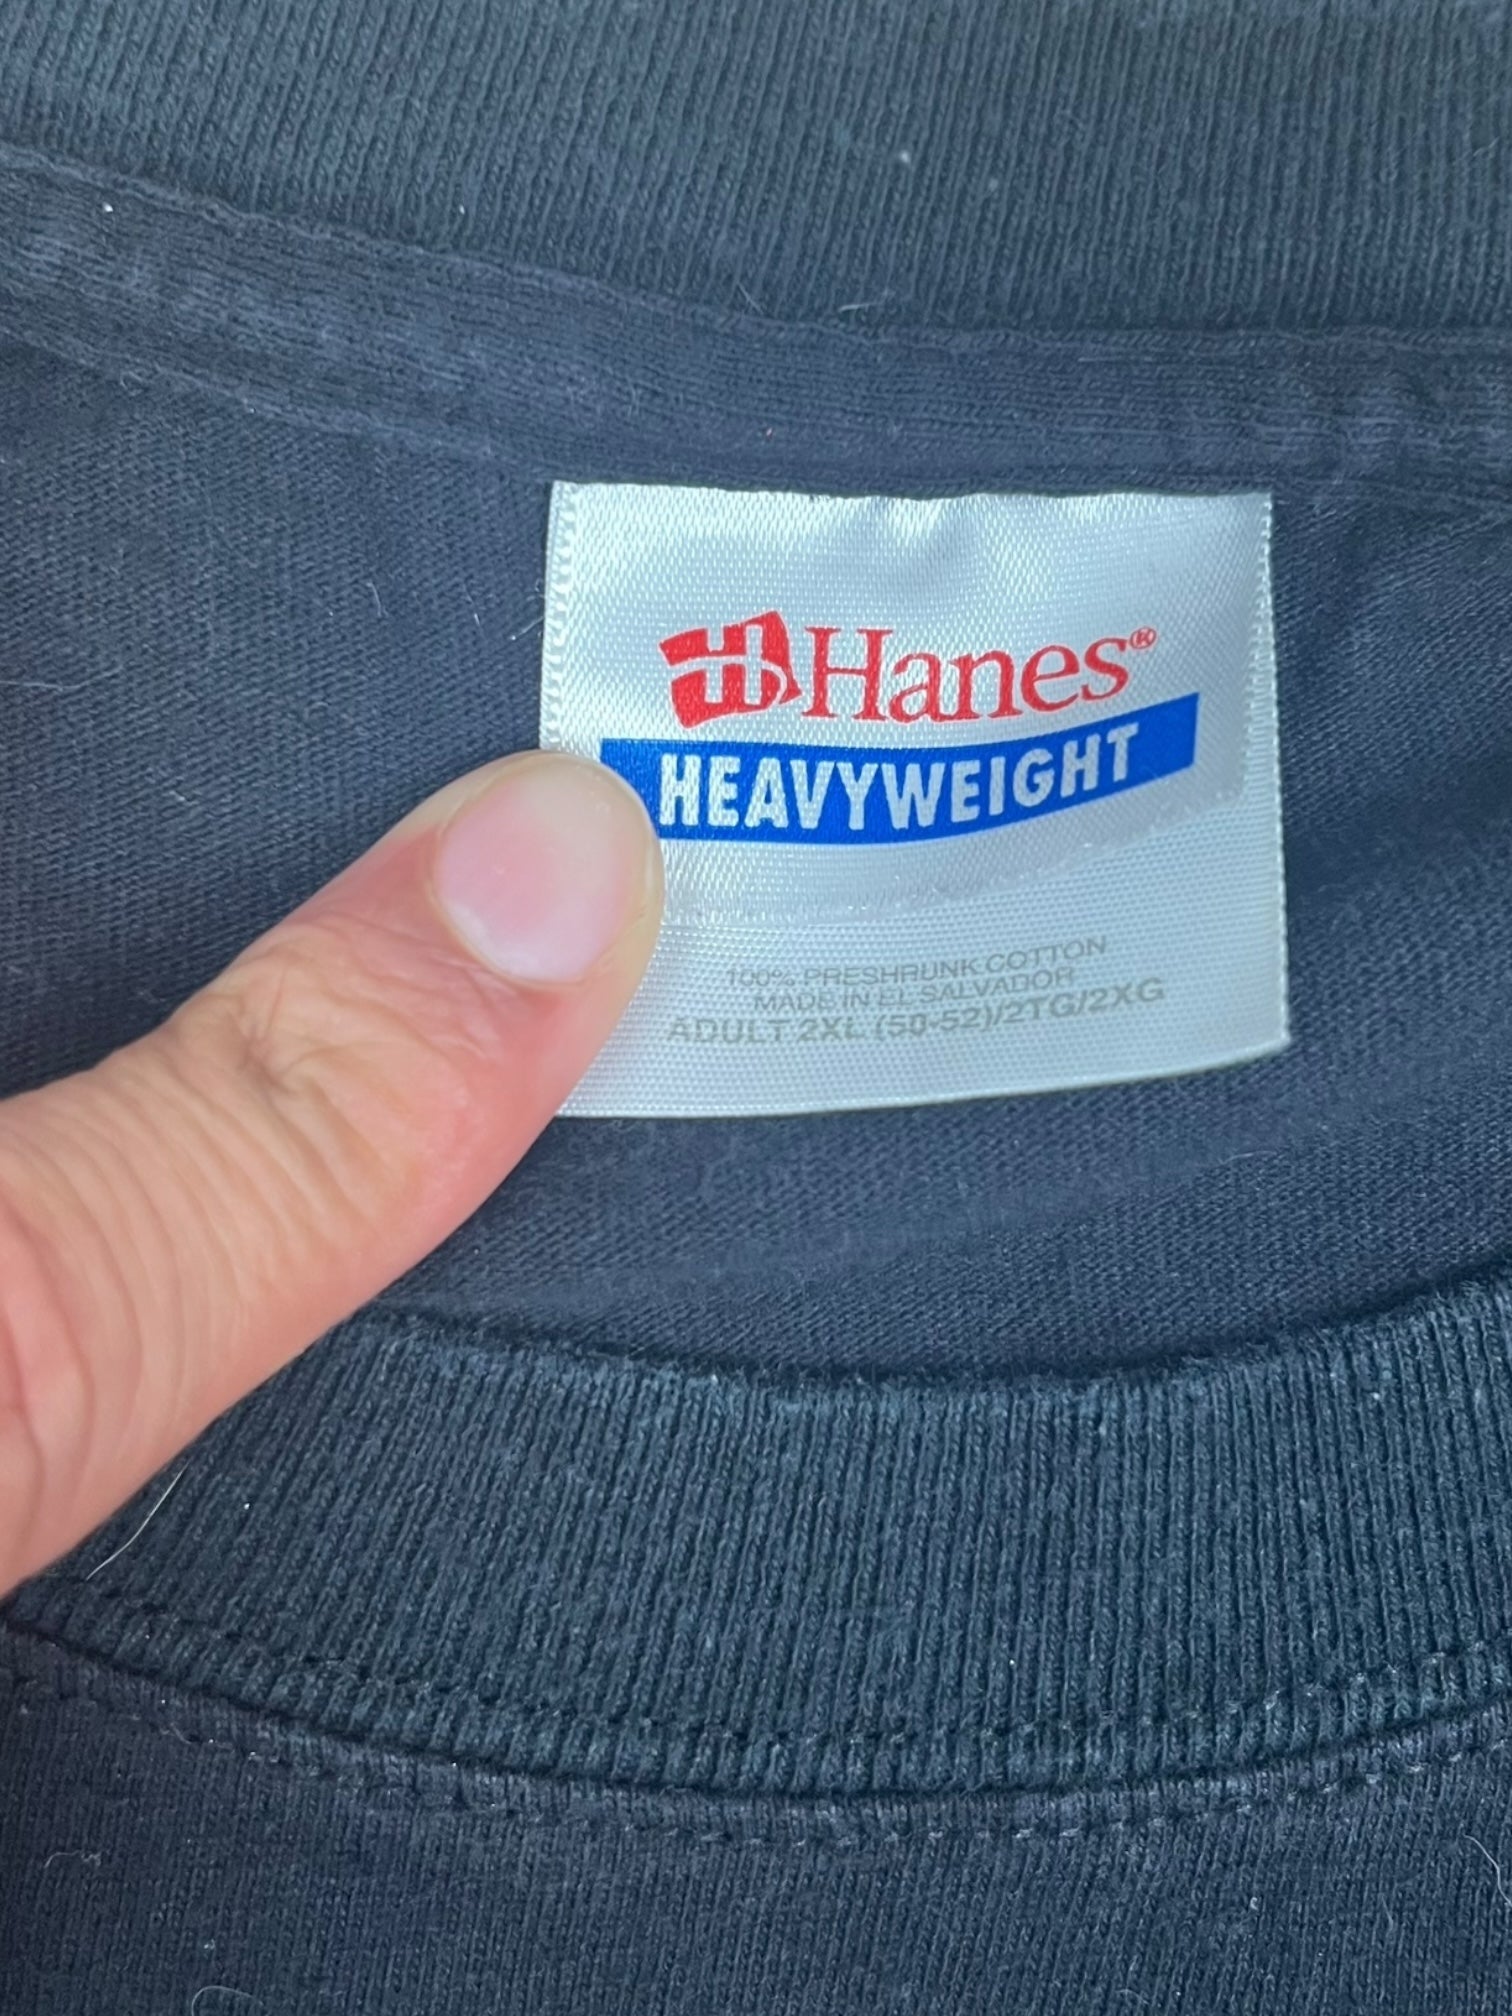 Hanes®
HEAVYWEIGHT
100% PRESHRUNK COTTON
MADE IN EL SALVADOR
ADULT 2XL (50-52)/2TG/2XG